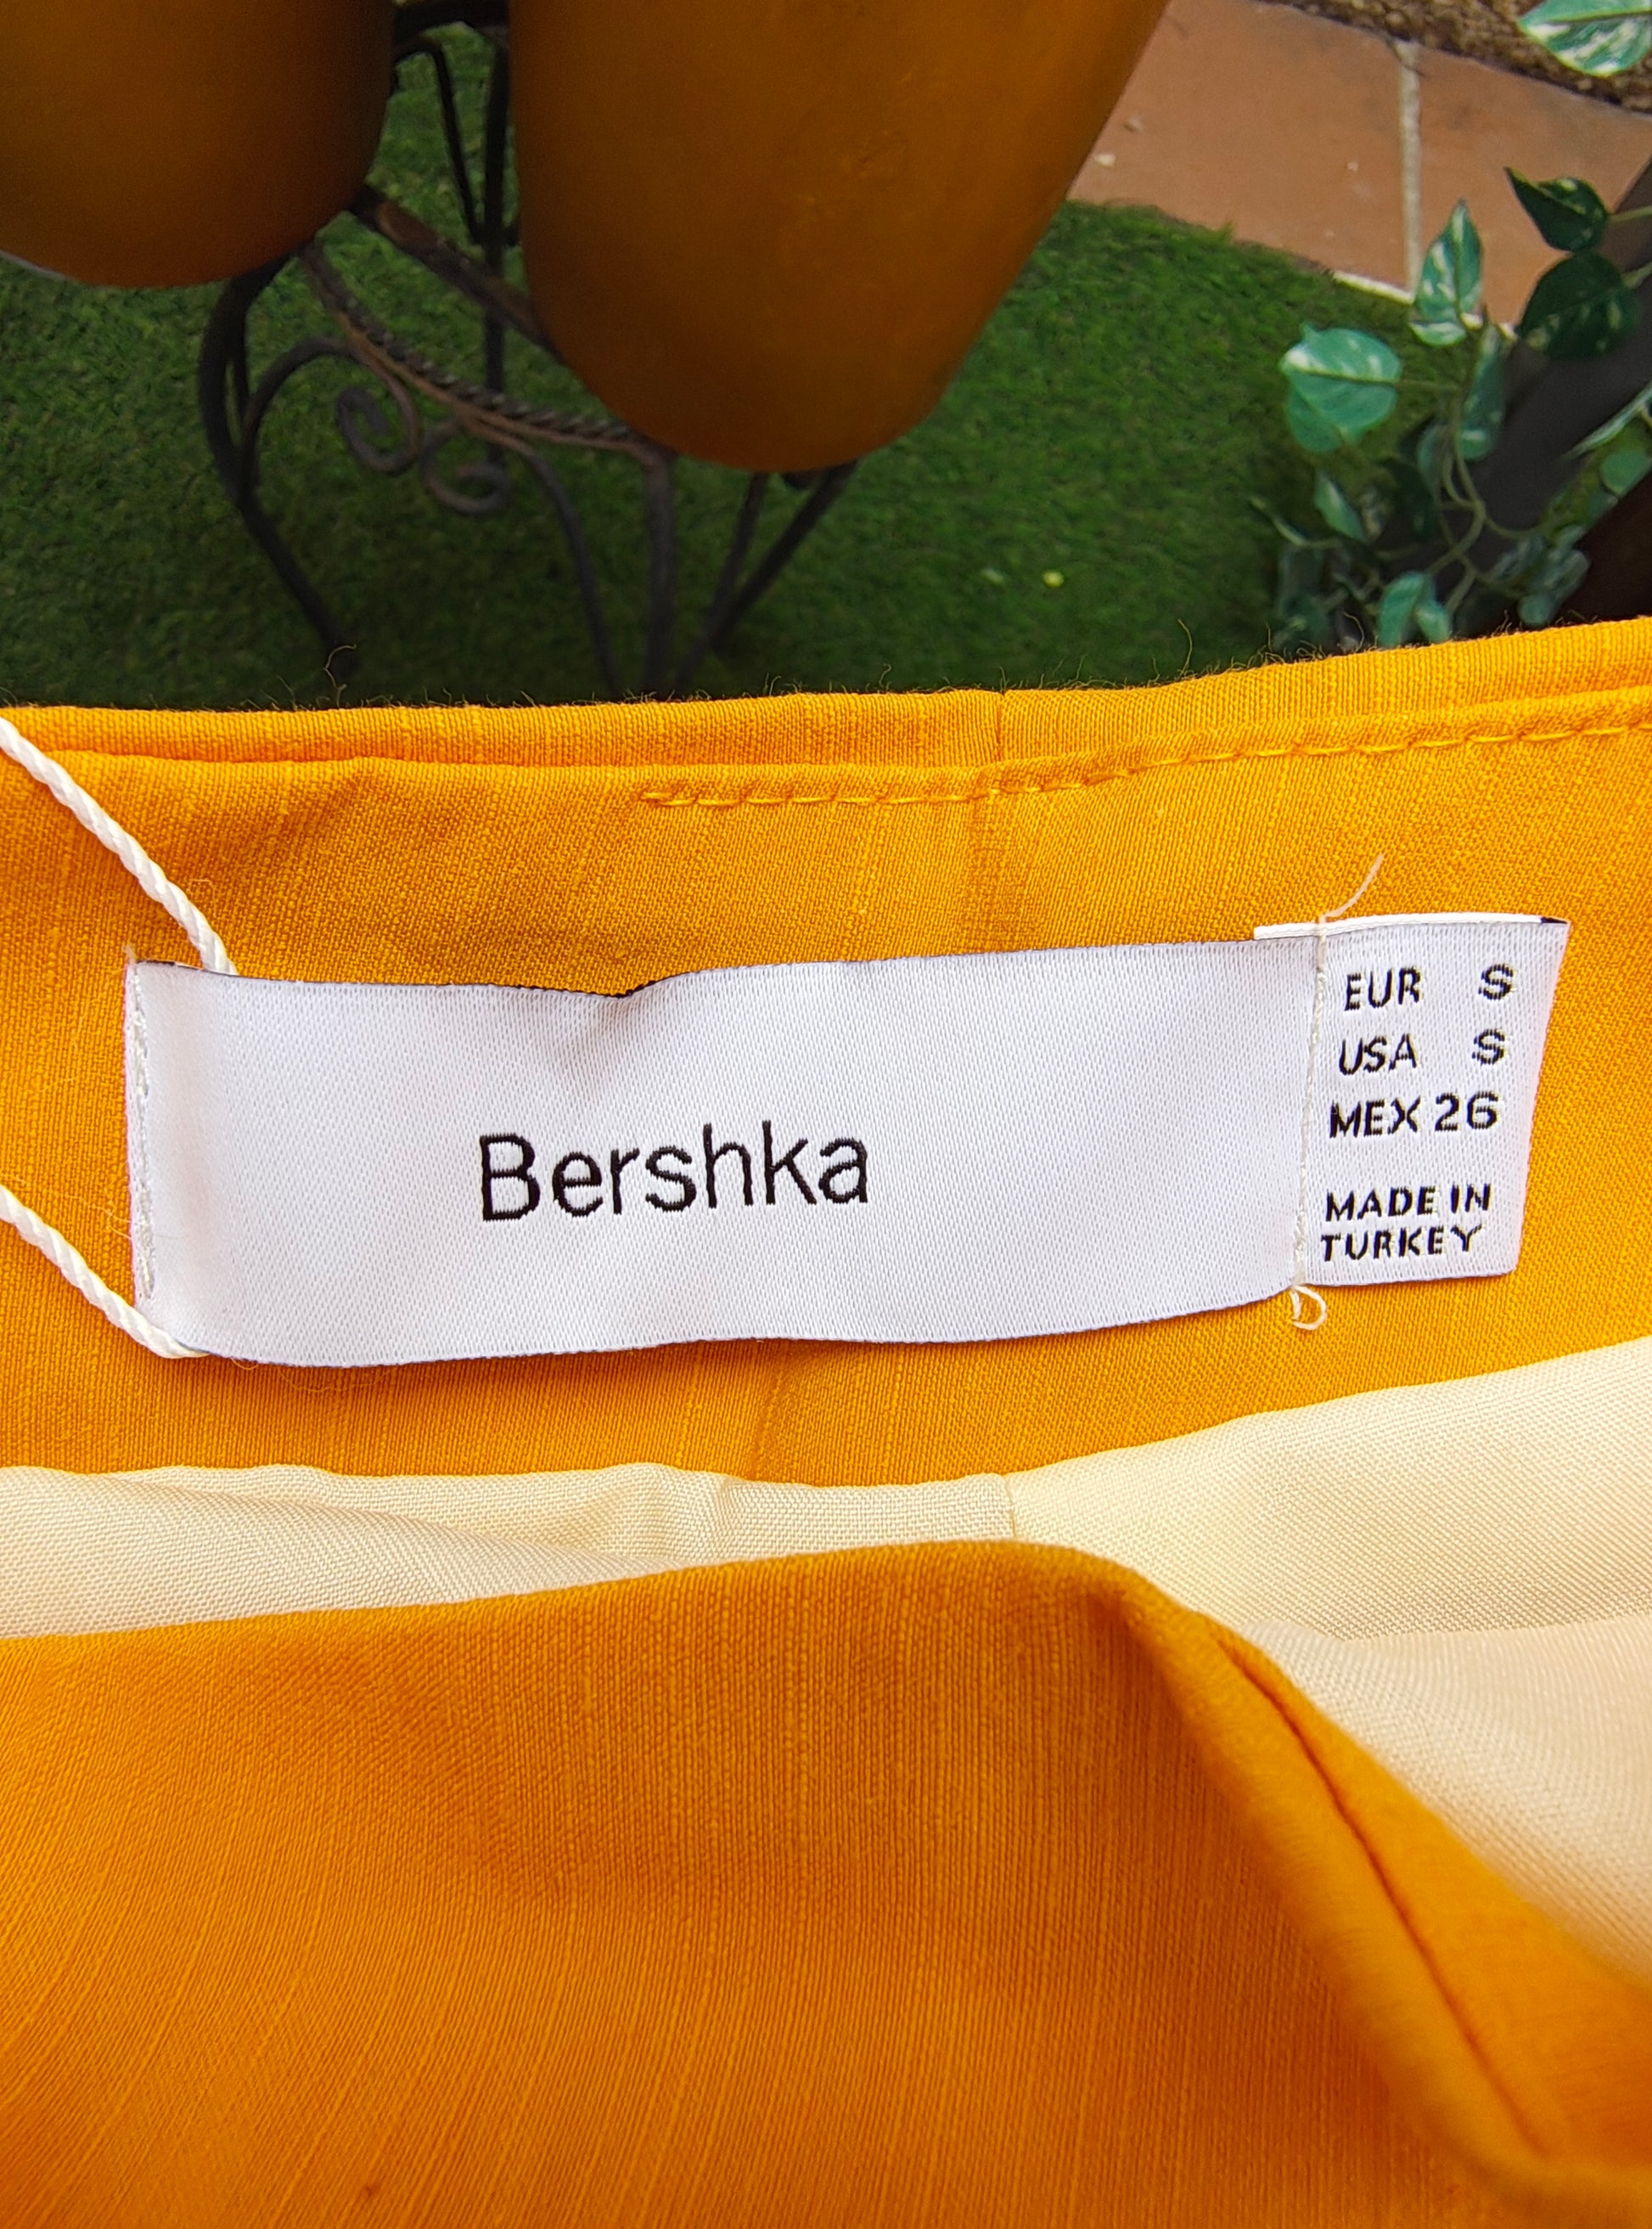 Bershka
EUR S
USA S
MEX 26
MADE IN
TURKEY